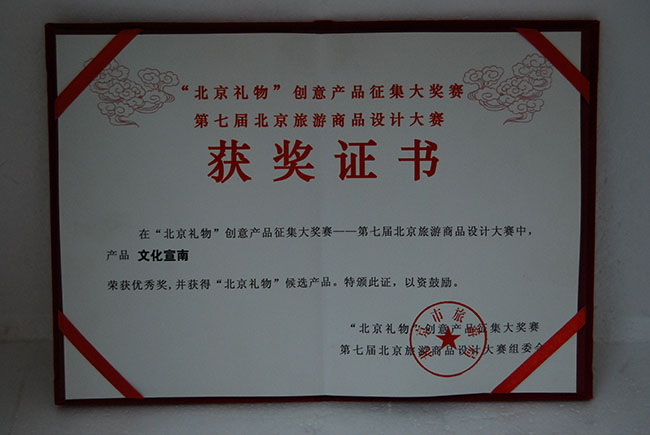 “北京礼物”创意产品征集大奖赛
第七届北京旅游商品设计大赛
获奖证书
在“北京礼物”创意产品征集大奖赛——第七届北京旅游商品设计大赛中，
产品 文化宣南
荣获优秀奖，并获得“北京礼物”候选产品。特颁此证，以资鼓励。
“北京礼物”创意产品征集大奖赛
第七届北京旅游商品设计大赛组委会
京市旅